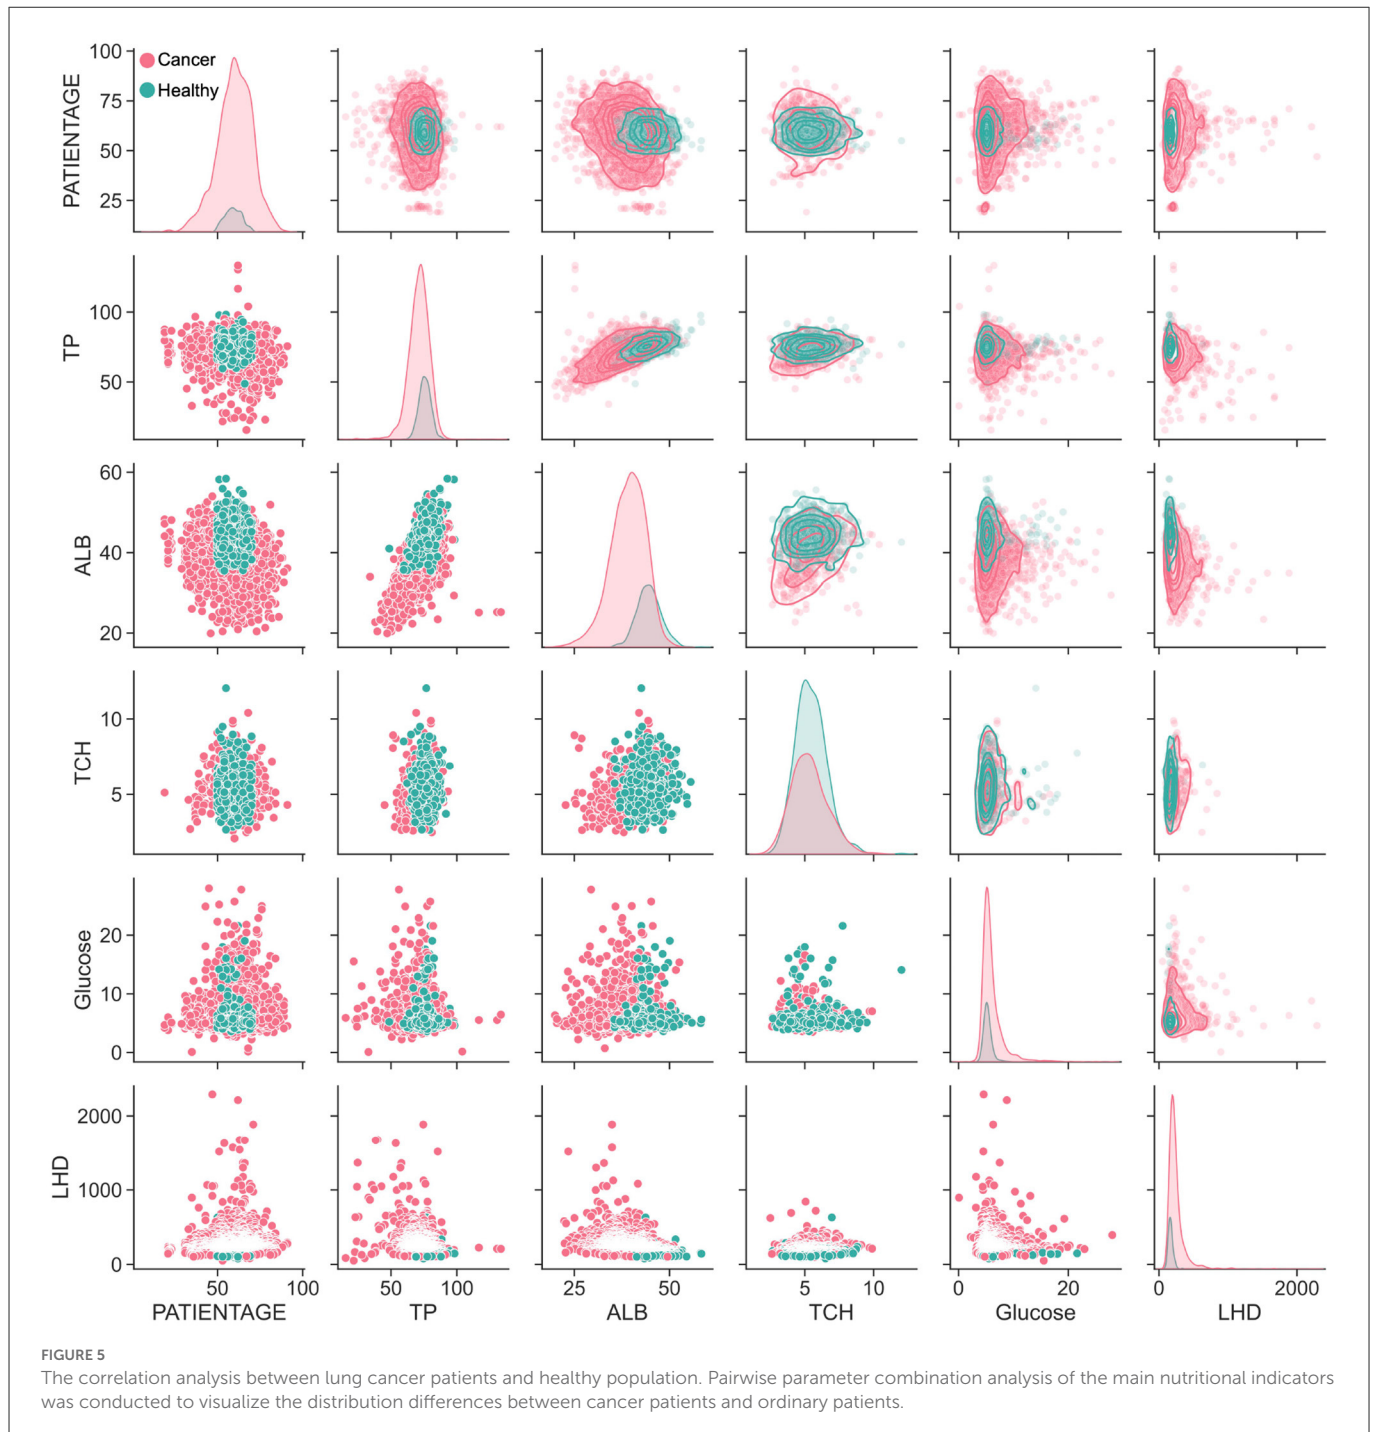 Cancer
Healthy
100
75
50
25
PATIENTAGE
100
50
TP
60
40
20
ALB
10
5
TCH
20
10
0
Glucose
2000
1000
0
LHD
50 100
50 100
25 50
5 10
0 20
0 2000
PATIENTAGE TP ALB TCH Glucose LHD
FIGURE 5
The correlation analysis between lung cancer patients and healthy population. Pairwise parameter combination analysis of the main nutritional indicators
was conducted to visualize the distribution differences between cancer patients and ordinary patients.